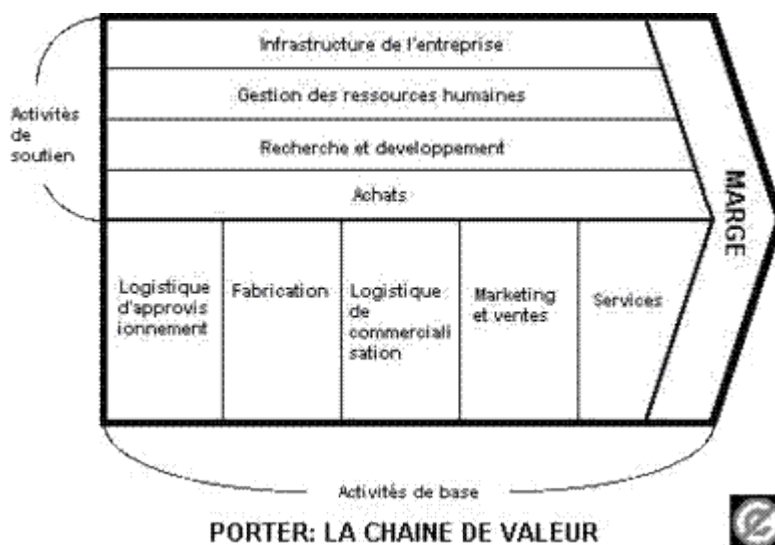 Infrastructure de l'entreprise
Gestion des ressources humaines
Activités
de
soutien
Recherche et developpement
Achats
MARGE
Logistique
d'approvis
ionnement
Fabrication
Logistique
de
commerciali
sation
Marketing
et ventes
Services
Activités de base
PORTER: LA CHAINE DE VALEUR